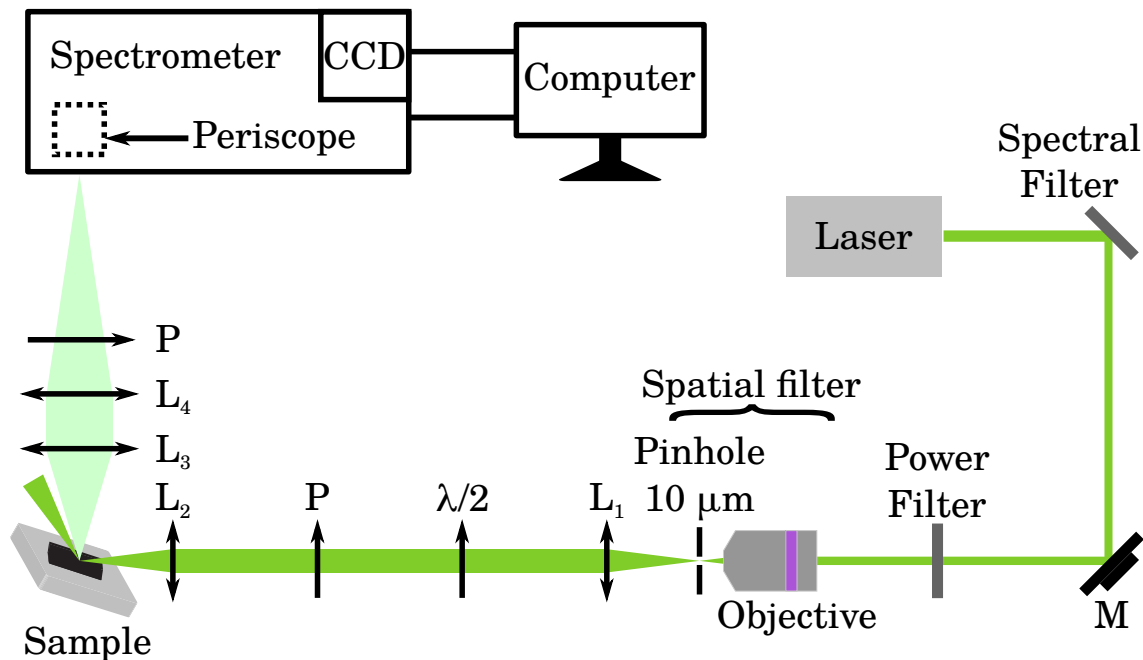 Spectrometer
CCD
Computer
Periscope
Spectral
Filter
Laser
P
L₄
L₃
L₂
P
λ/2
L₁
Spatial filter
Pinhole
10 μm
Power
Filter
Objective
M
Sample